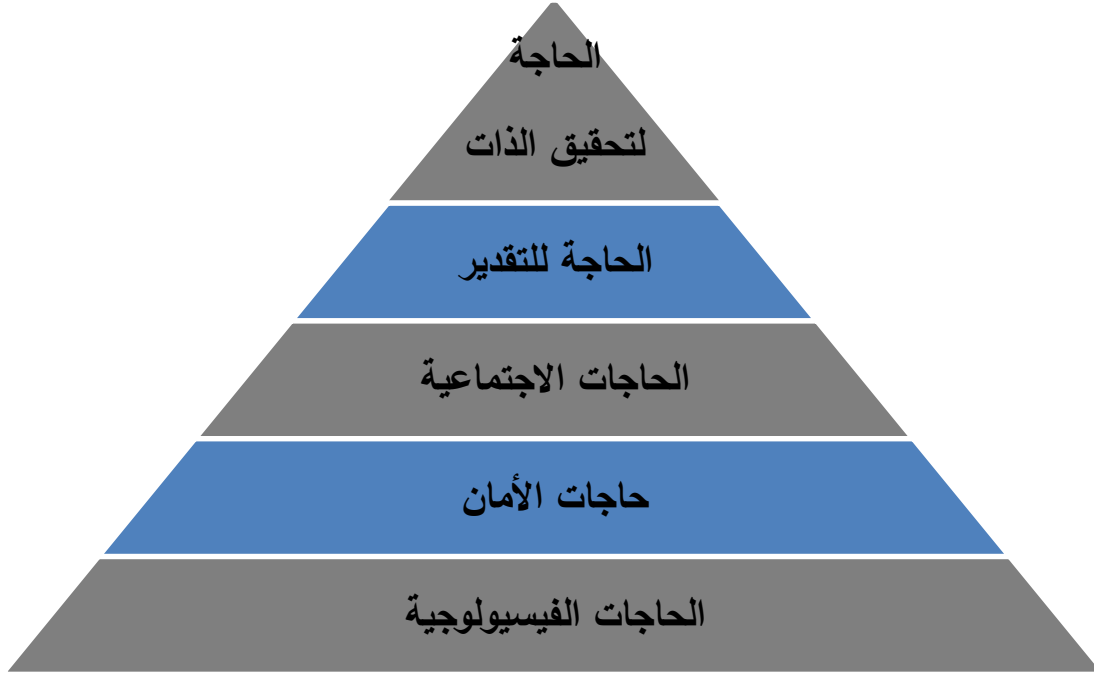 الحاجة
لتحقيق الذات
الحاجة للتقدير
الحاجات الاجتماعية
حاجات الأمان
الحاجات الفيسيولوجية